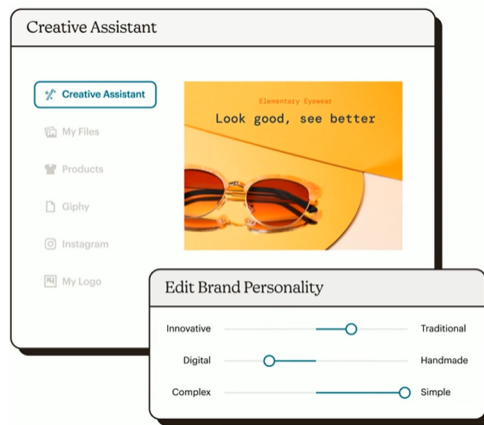 Creative Assistant
Creative Assistant
My Files
Products
Giphy
Instagram
My Logo
Elementary Eyewear
Look good, see better
Edit Brand Personality
Innovative Traditional
Digital Handmade
Complex Simple